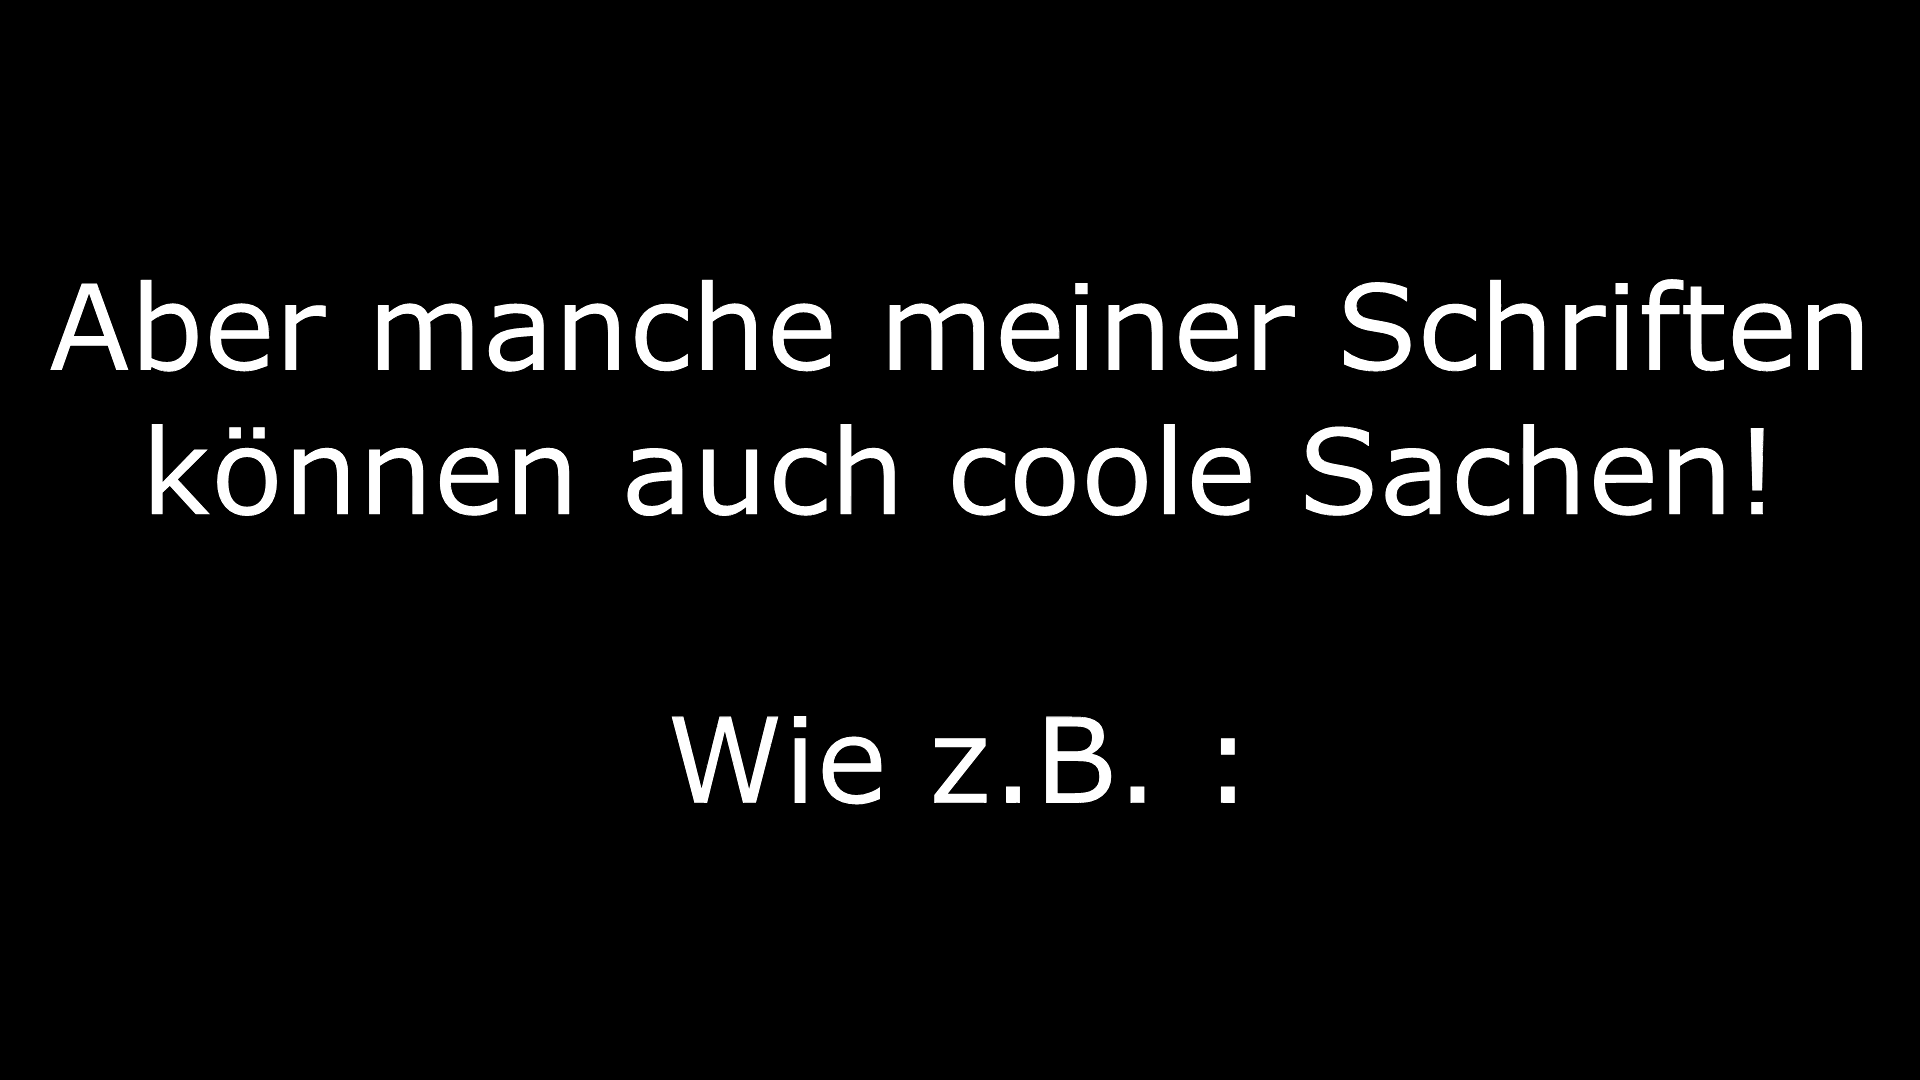 Aber manche meiner Schriften
können auch coole Sachen!
Wie z.B. :